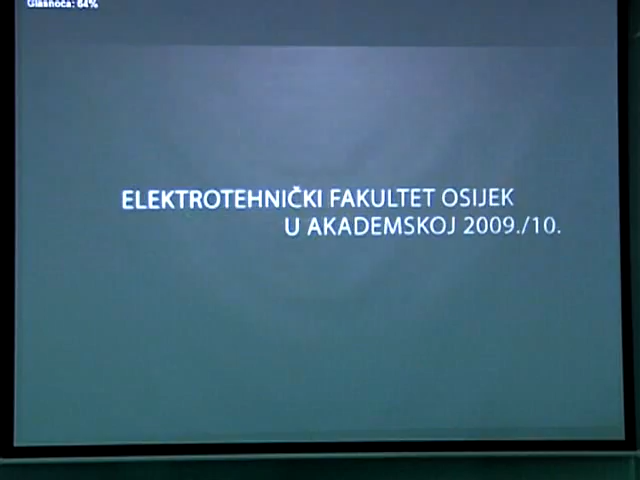 Glasnoća: 64%
ELEKTROTEHNIČKI FAKULTET OSIJEK
U AKADEMSKOJ 2009./10.